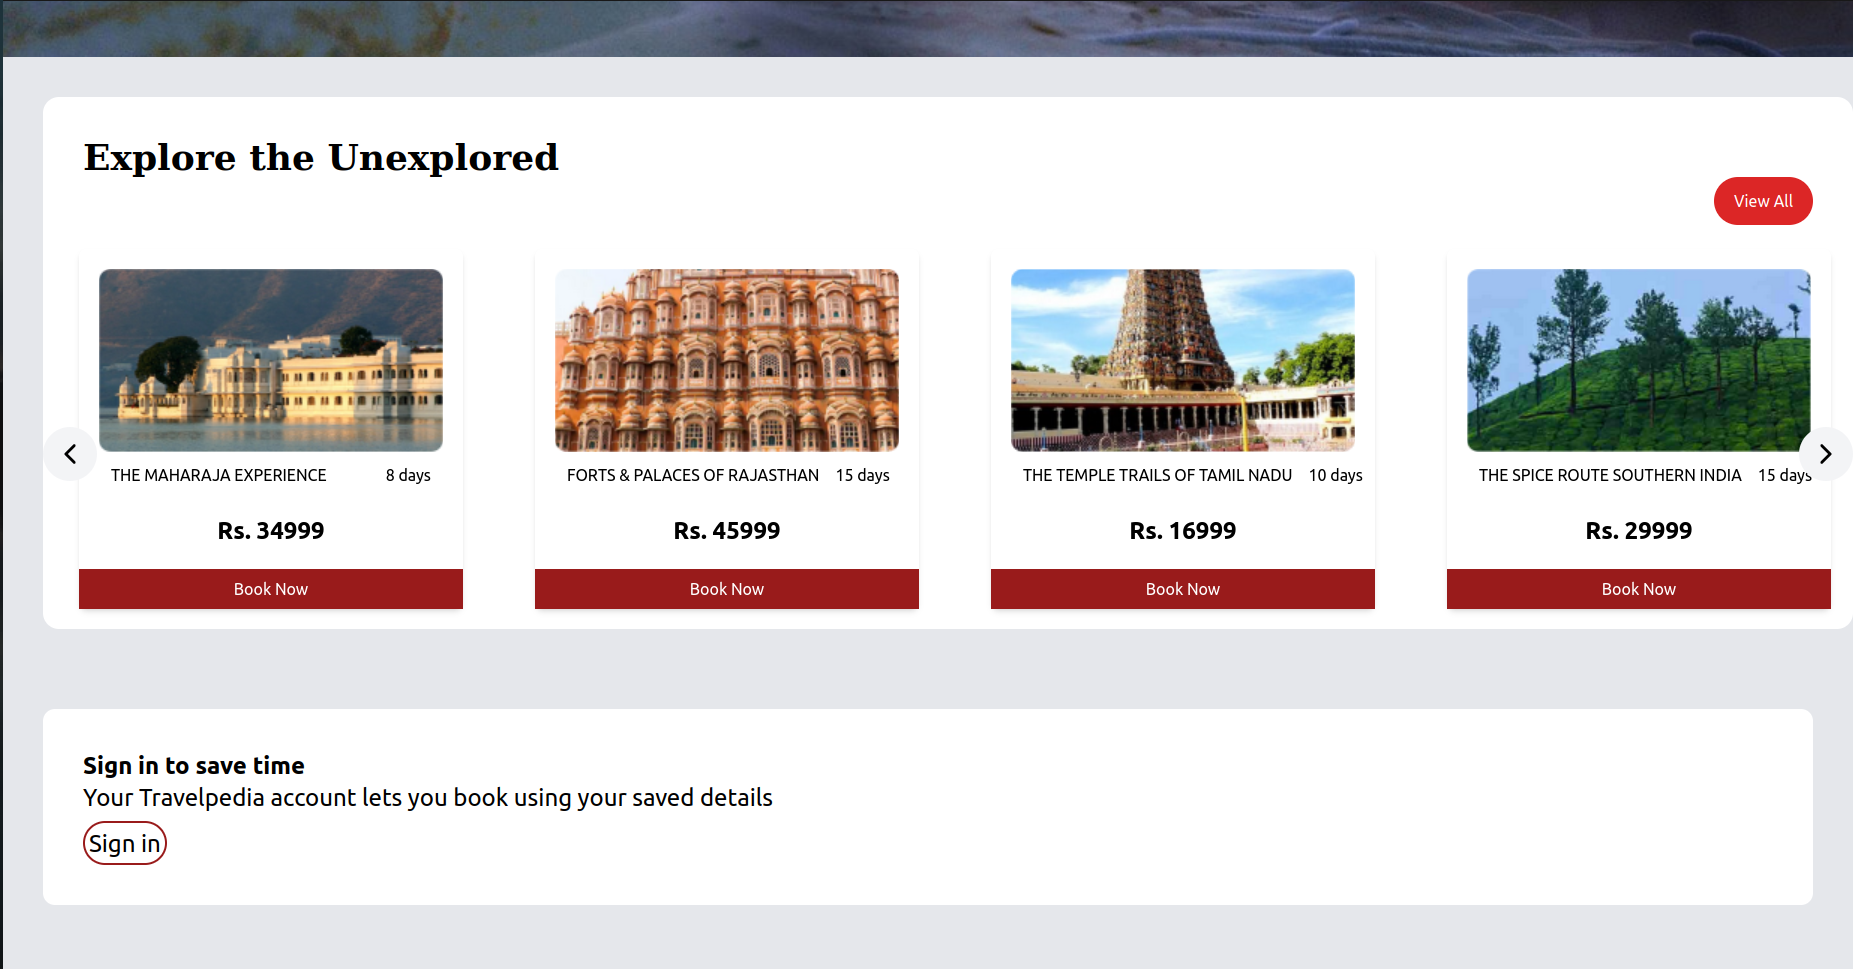 Explore the Unexplored
View All
THE MAHARAJA EXPERIENCE 8 days
Rs. 34999
Book Now
FORTS & PALACES OF RAJASTHAN 15 days
Rs. 45999
Book Now
THE TEMPLE TRAILS OF TAMIL NADU 10 days
Rs. 16999
Book Now
THE SPICE ROUTE SOUTHERN INDIA 15 days
Rs. 29999
Book Now
Sign in to save time
Your Travelpedia account lets you book using your saved details
Sign in